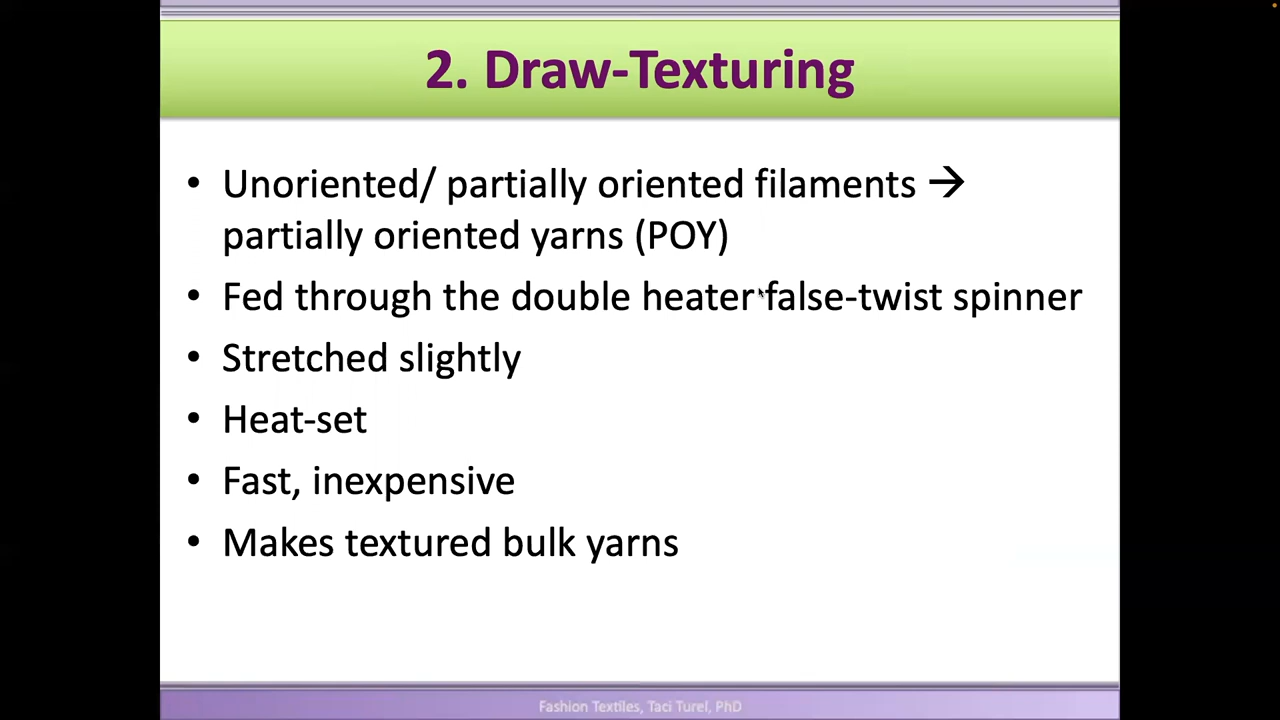 2. Draw-Texturing
• Unoriented/ partially oriented filaments →
partially oriented yarns (POY)
• Fed through the double heater false-twist spinner
• Stretched slightly
• Heat-set
• Fast, inexpensive
• Makes textured bulk yarns
Fashion Textiles, Taci Turel, PhD